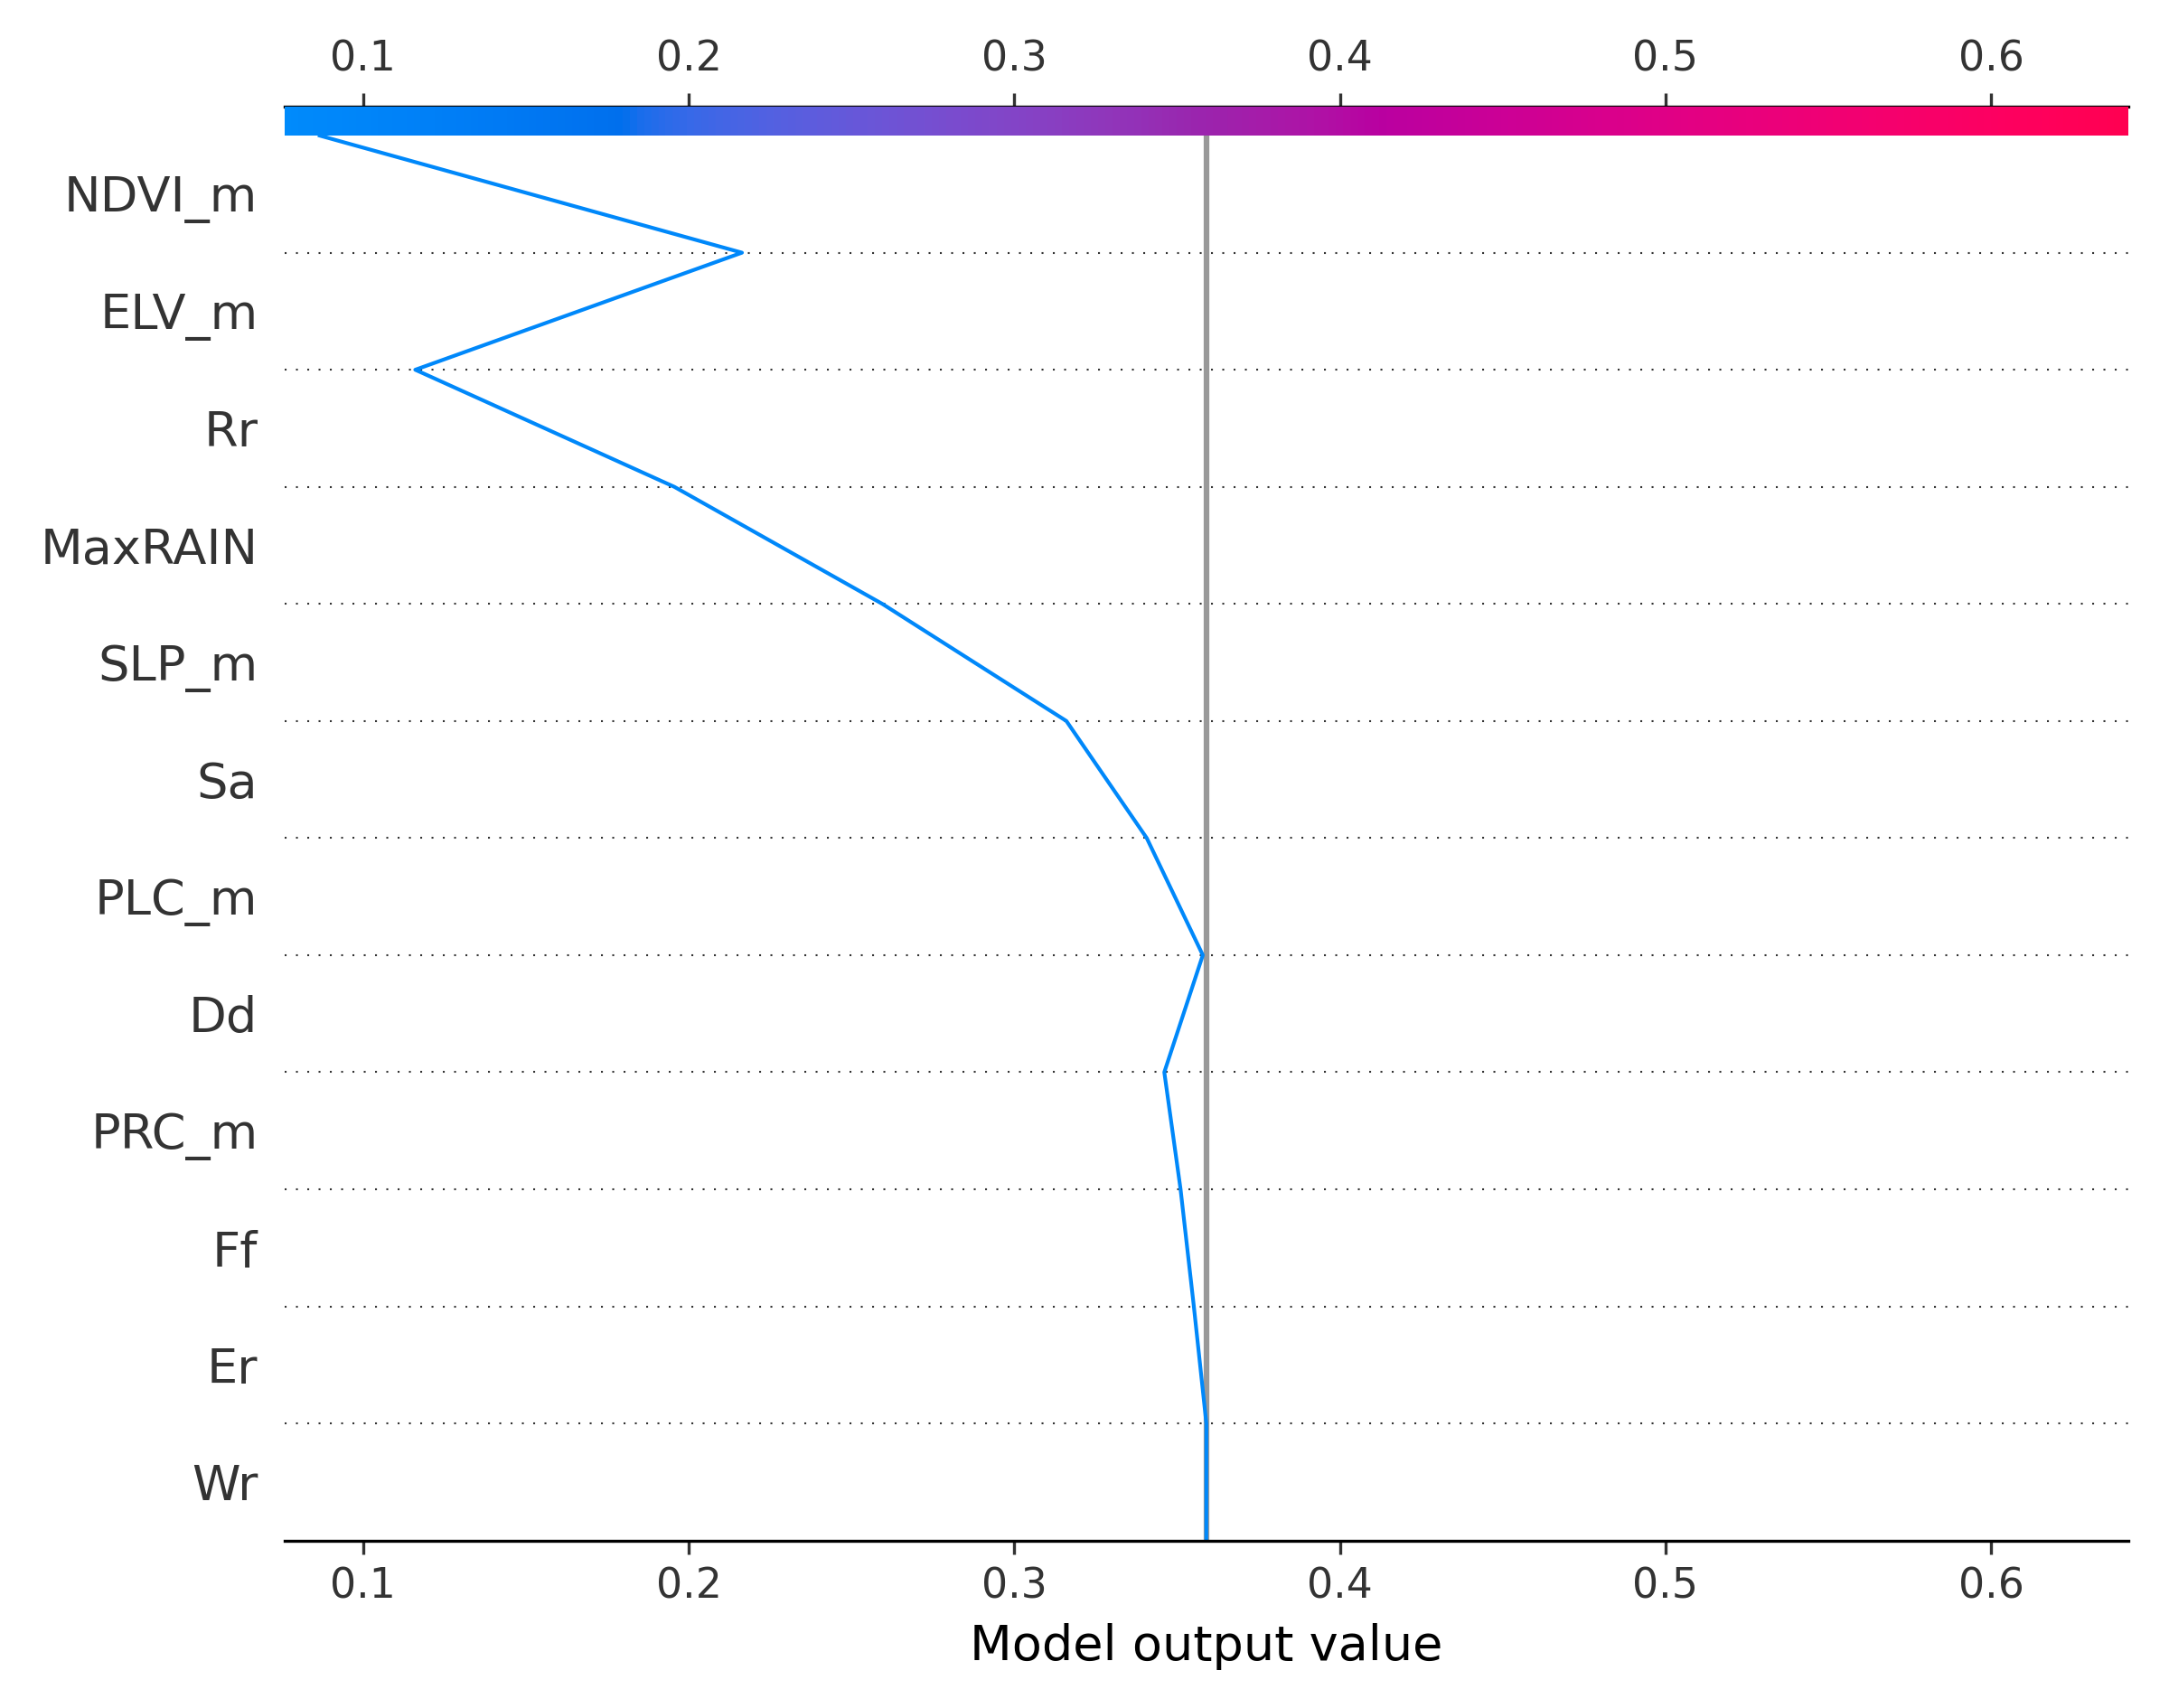 0.1 0.2 0.3 0.4 0.5 0.6
NDVI_m
ELV_m
Rr
MaxRAIN
SLP_m
Sa
PLC_m
Dd
PRC_m
Ff
Er
Wr
0.1 0.2 0.3 0.4 0.5 0.6
Model output value